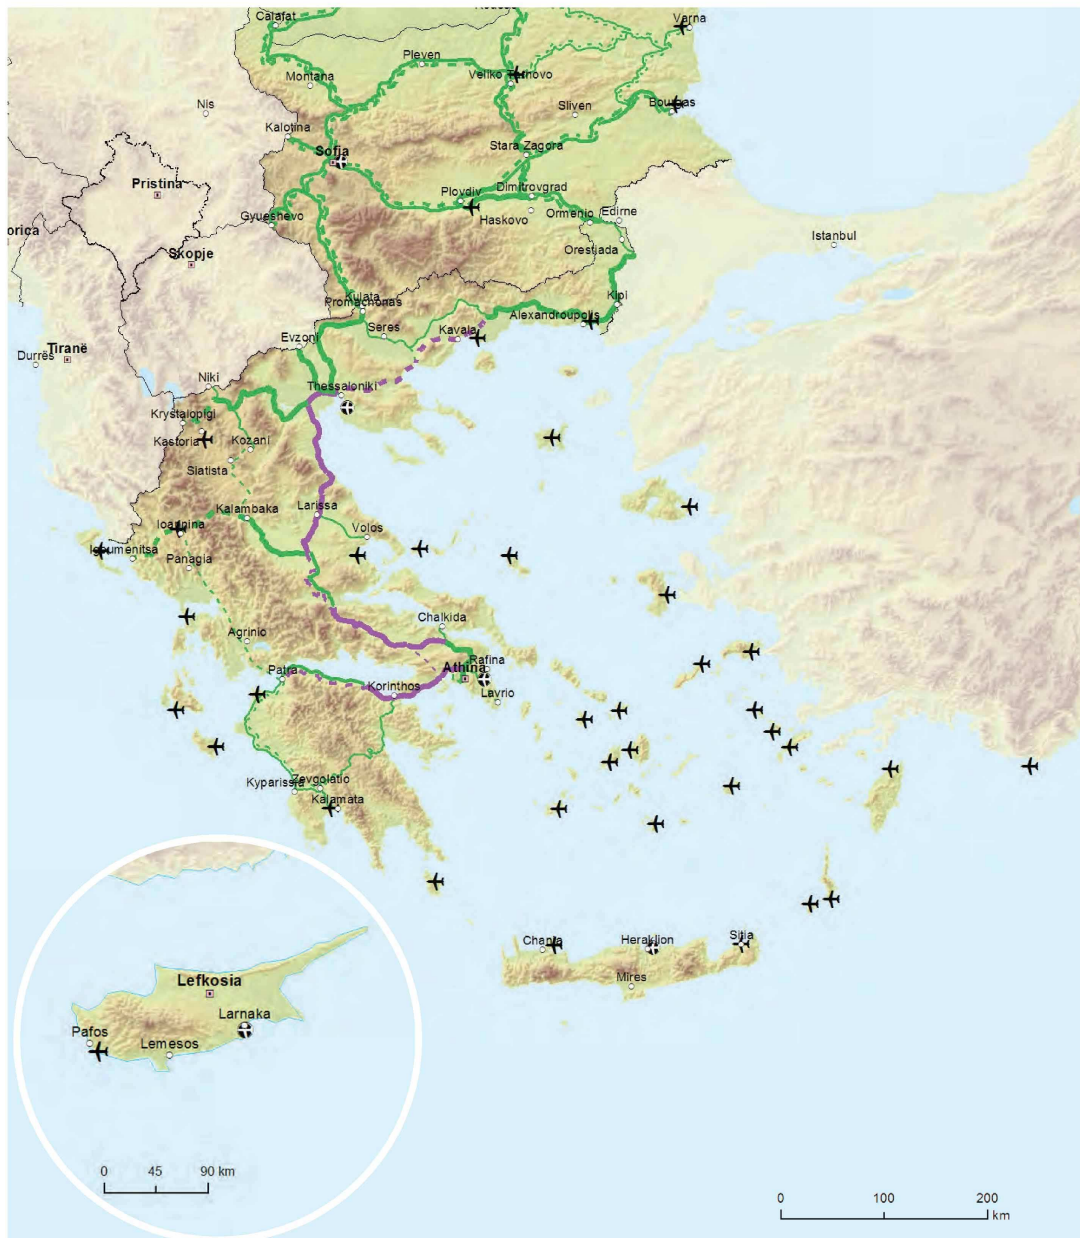 Calafat
Varna
Pleven
Montana
Veliko Tarnovo
Nis
Sliven
Bourgas
Kalotina
Sofia
Stara Zagora
Pristina
Plovdiv
Dimitrovgrad
Haskovo
Ormenio
Edirne
Gyueshevo
orica
Orestiada
Istanbul
Skopje
Kulata
Promachonas
Kipi
Alexandroupolis
Seres
Kavala
Evzoni
Tiranë
Durrës
Niki
Thessaloniki
Krystalopigi
Kastoria
Kozani
Siatista
Kalambaka
Larissa
Ioannina
Volos
Igoumenitsa
Panagia
Chalkida
Agrinio
Rafina
Athina
Patra
Korinthos
Lavrio
Kyparissia
Zevgolatio
Kalamata
Chania
Heraklion
Sitia
Mires
Lefkosia
Larnaka
Pafos
Lemesos
0 45 90 km
0 100 200
km